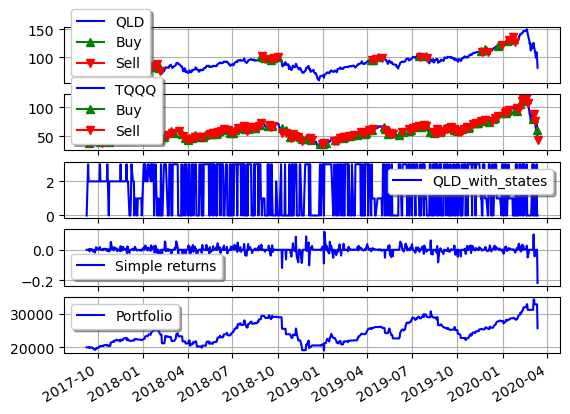 QLD
Buy
Sell
150
100
TQQQ
Buy
Sell
100
50
QLD_with_states
2
0
Simple returns
0.0
−0.2
Portfolio
30000
20000
2017-10 2018-01 2018-04 2018-07 2018-10 2019-01 2019-04 2019-07 2019-10 2020-01 2020-04